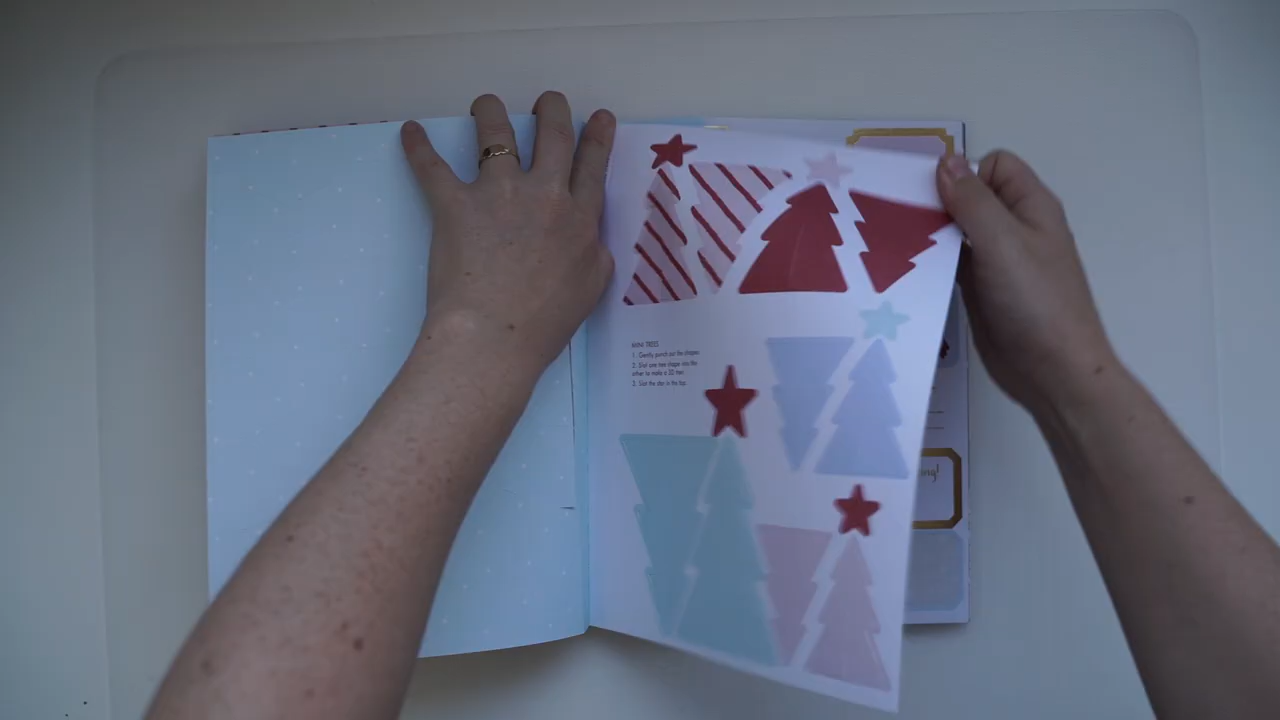 MINI TREES
1. Gently punch out the shapes.
2. Slot one tree shape into the
other to make a 3D tree.
3. Slot the star in the top.